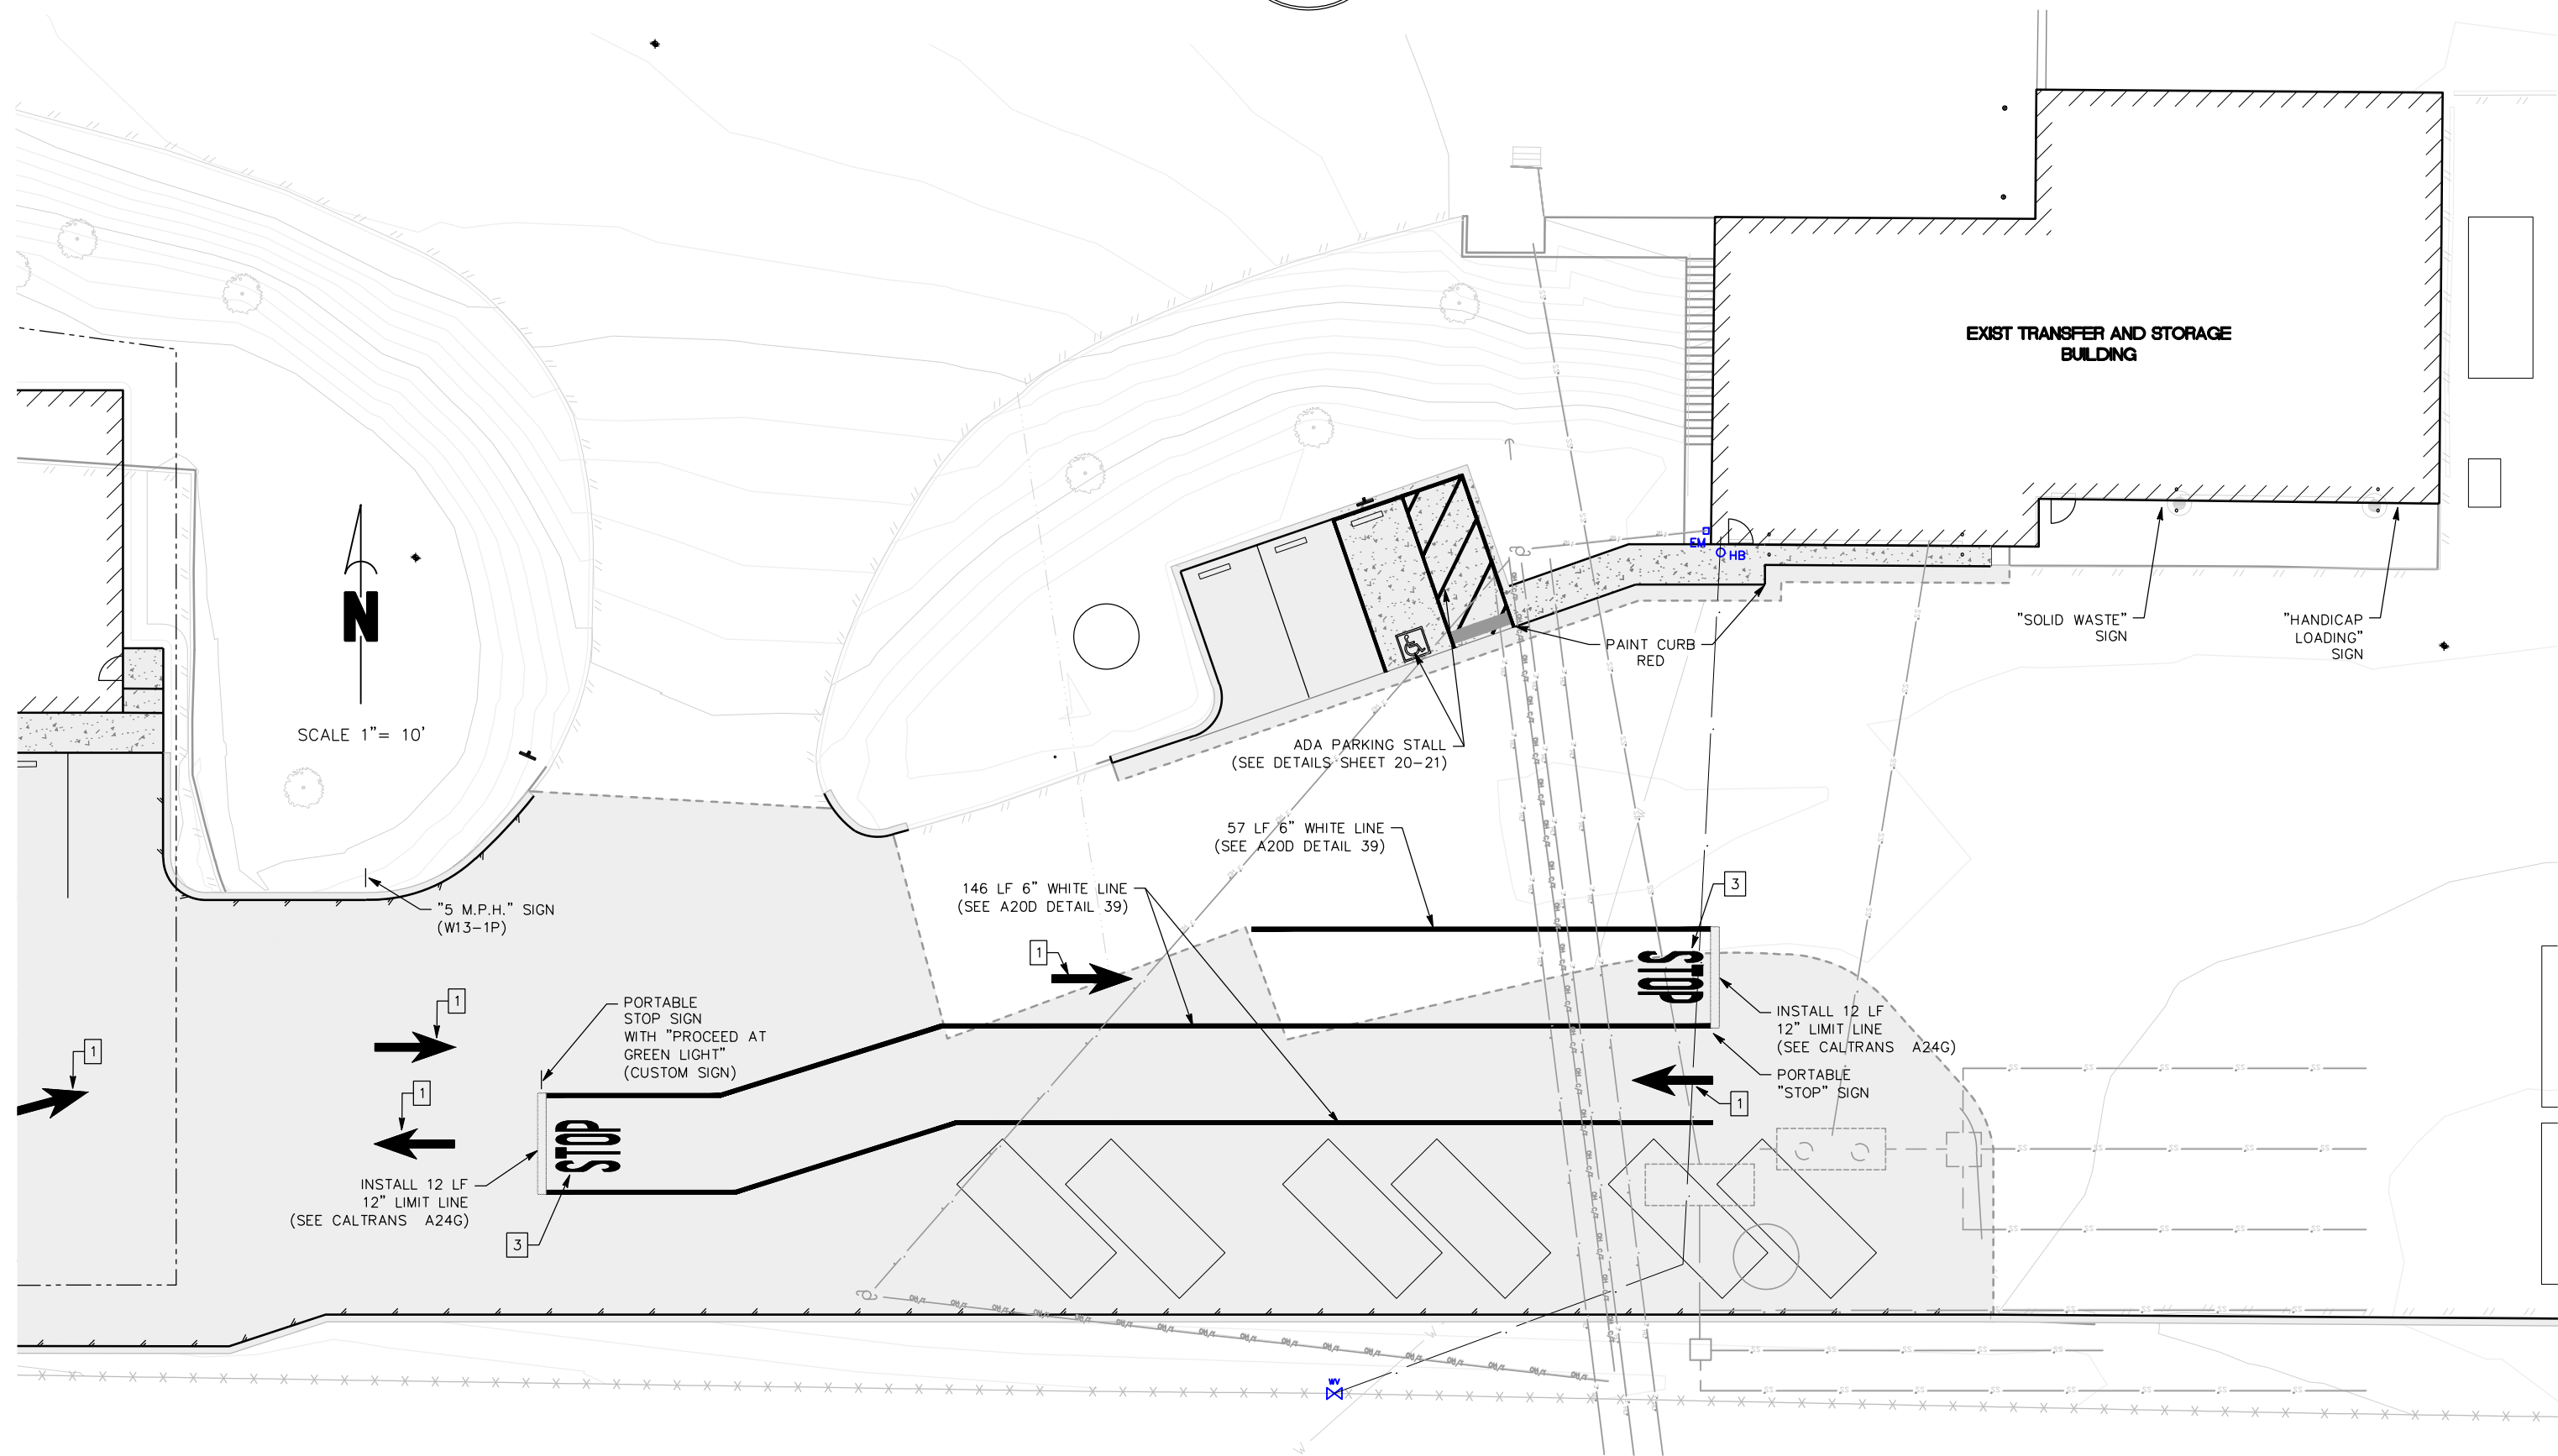 EXIST TRANSFER AND STORAGE
BUILDING
EM
HB
"SOLID WASTE"
SIGN
"HANDICAP
LOADING"
SIGN
PAINT CURB
RED
N
SCALE 1"= 10'
ADA PARKING STALL
(SEE DETAILS SHEET 20-21)
57 LF 6" WHITE LINE
(SEE A20D DETAIL 39)
146 LF 6" WHITE LINE
(SEE A20D DETAIL 39)
"5 M.P.H." SIGN
(W13-1P)
3
1
STOP
PORTABLE
STOP SIGN
WITH "PROCEED AT
GREEN LIGHT"
(CUSTOM SIGN)
1
1
1
INSTALL 12 LF
12" LIMIT LINE
(SEE CALTRANS A24G)
PORTABLE
"STOP" SIGN
1
STOP
INSTALL 12 LF
12" LIMIT LINE
(SEE CALTRANS A24G)
3
WV